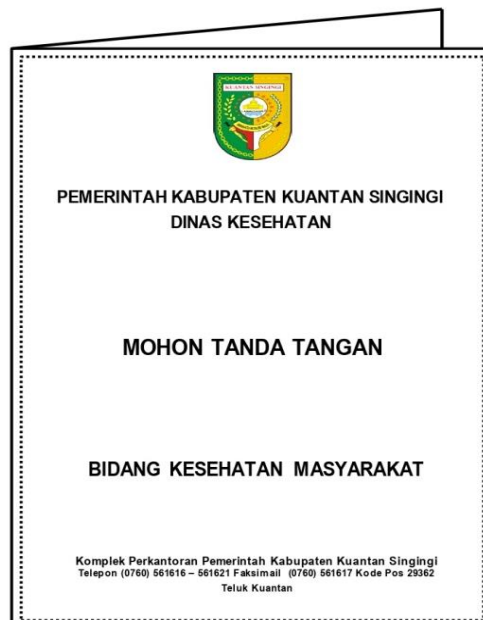 KUANTAN SINGINGI
PEMERINTAH KABUPATEN KUANTAN SINGINGI
DINAS KESEHATAN
MOHON TANDA TANGAN
BIDANG KESEHATAN MASYARAKAT
Komplek Perkantoran Pemerintah Kabupaten Kuantan Singingi
Telepon (0760) 561616 – 561621 Faksimail (0760) 561617 Kode Pos 29362
Teluk Kuantan